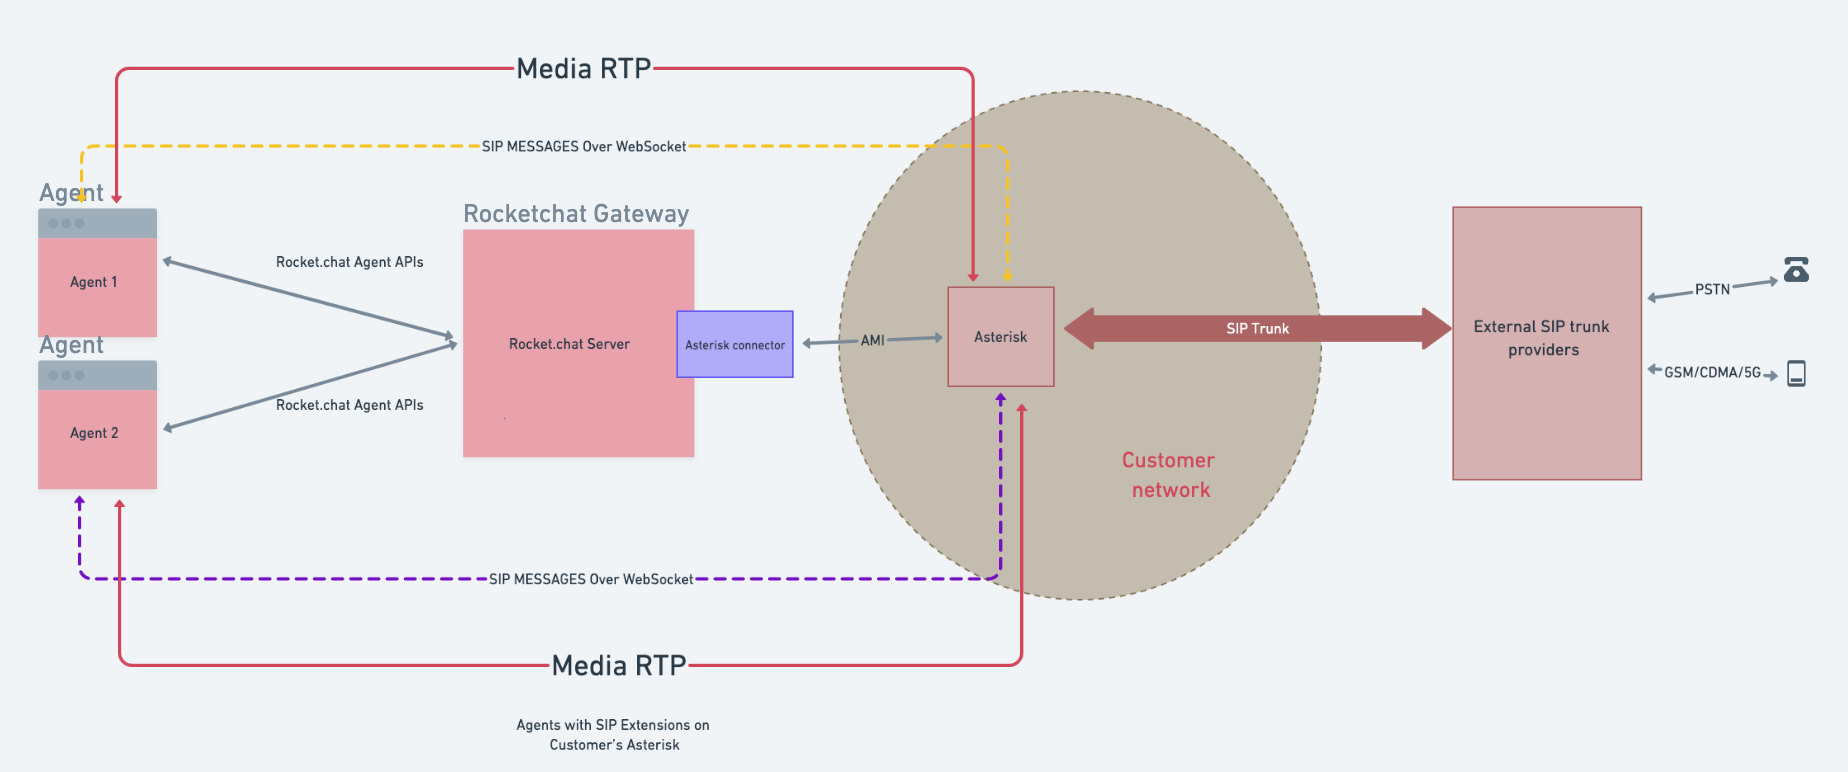 Media RTP
SIP MESSAGES Over WebSocket
Agent
Agent 1
Rocket.chat Agent APIs
Rocketchat Gateway
Rocket.chat Server
Asterisk connector
AMI
Asterisk
SIP Trunk
External SIP trunk
providers
PSTN
GSM/CDMA/5G
Agent
Agent 2
Rocket.chat Agent APIs
Customer
network
SIP MESSAGES Over WebSocket
Media RTP
Agents with SIP Extensions on
Customer's Asterisk